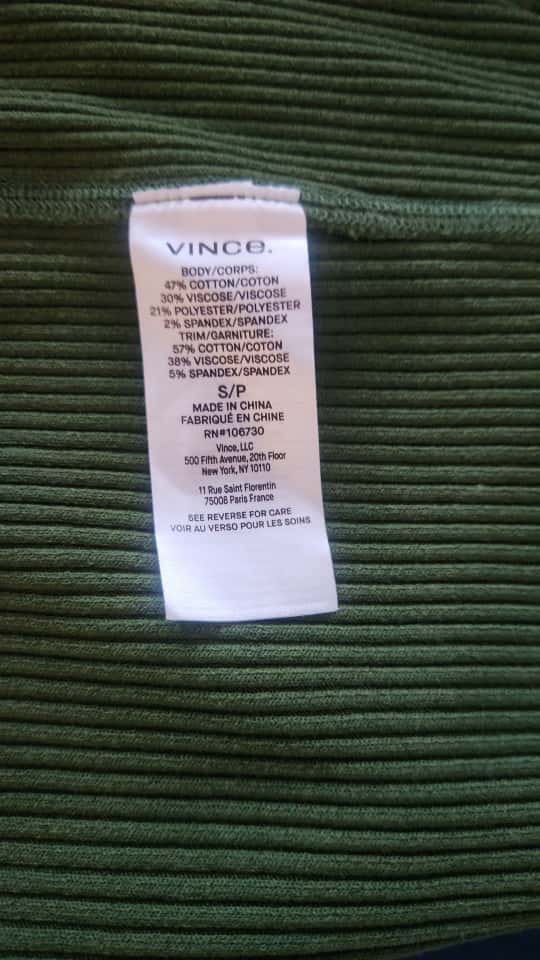 VINCE.
BODY/CORPS:
47% COTTON/COTON
30% VISCOSE/VISCOSE
21% POLYESTER/POLYESTER
2% SPANDEX/SPANDEX
TRIM/GARNITURE:
57% COTTON/COTON
38% VISCOSE/VISCOSE
5% SPANDEX/SPANDEX
S/P
MADE IN CHINA
FABRIQUÉ EN CHINE
RN#106730
Vince, LLC
500 Fifth Avenue, 20th Floor
New York, NY 10110
11 Rue Saint Florentin
75008 Paris France
SEE REVERSE FOR CARE
VOIR AU VERSO POUR LES SOINS